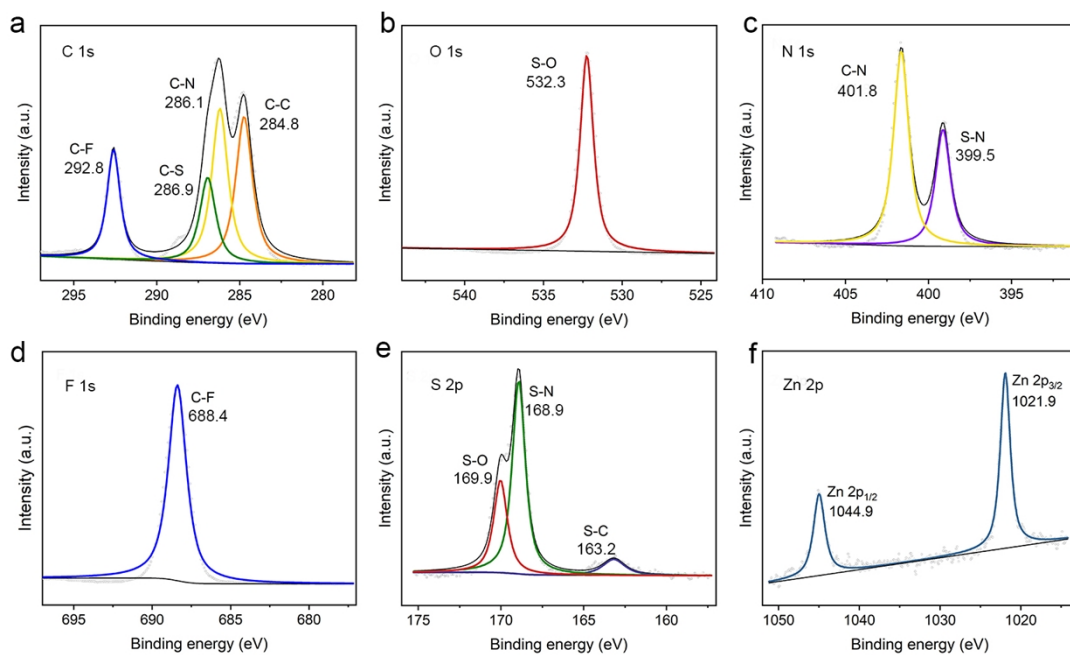 a
C 1s
C-N
286.1
C-C
284.8
C-F
292.8
C-S
286.9
Intensity (a.u.)
295
290
285
280
Binding energy (eV)
b
O 1s
S-O
532.3
Intensity (a.u.)
540
535
530
525
Binding energy (eV)
c
N 1s
C-N
401.8
S-N
399.5
Intensity (a.u.)
410
405
400
395
Binding energy (eV)
d
F 1s
C-F
688.4
Intensity (a.u.)
695
690
685
680
Binding energy (eV)
e
S 2p
S-N
168.9
S-O
169.9
S-C
163.2
Intensity (a.u.)
175
170
165
160
Binding energy (eV)
f
Zn 2p
Zn 2p3/2
1021.9
Zn 2p1/2
1044.9
Intensity (a.u.)
1050
1040
1030
1020
Binding energy (eV)